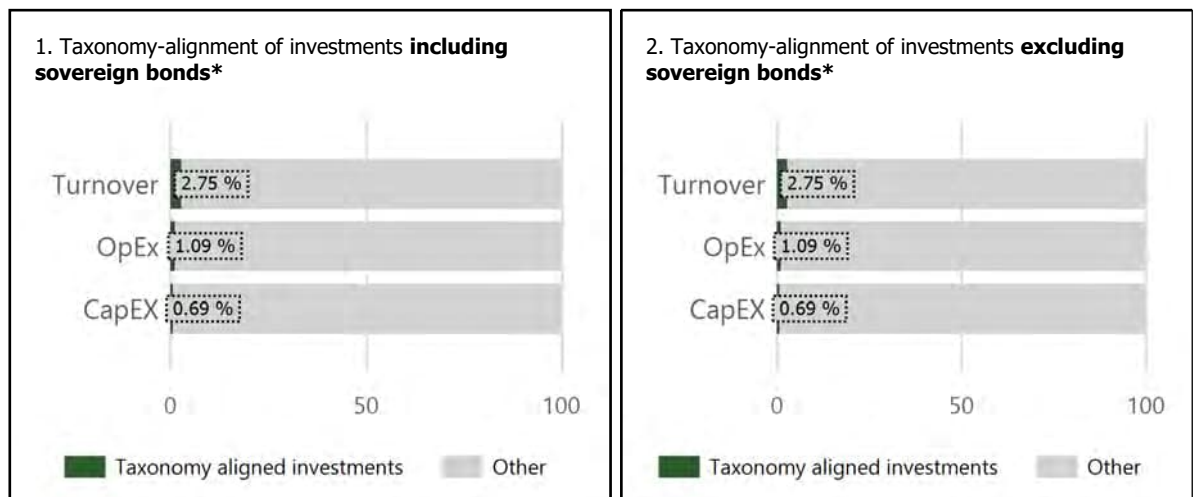 1. Taxonomy-alignment of investments including
sovereign bonds*
Turnover
2.75 %
OpEx
1.09 %
CapEX
0.69 %
0 50 100
Taxonomy aligned investments Other
2. Taxonomy-alignment of investments excluding
sovereign bonds*
Turnover
2.75 %
OpEx
1.09 %
CapEX
0.69 %
0 50 100
Taxonomy aligned investments Other